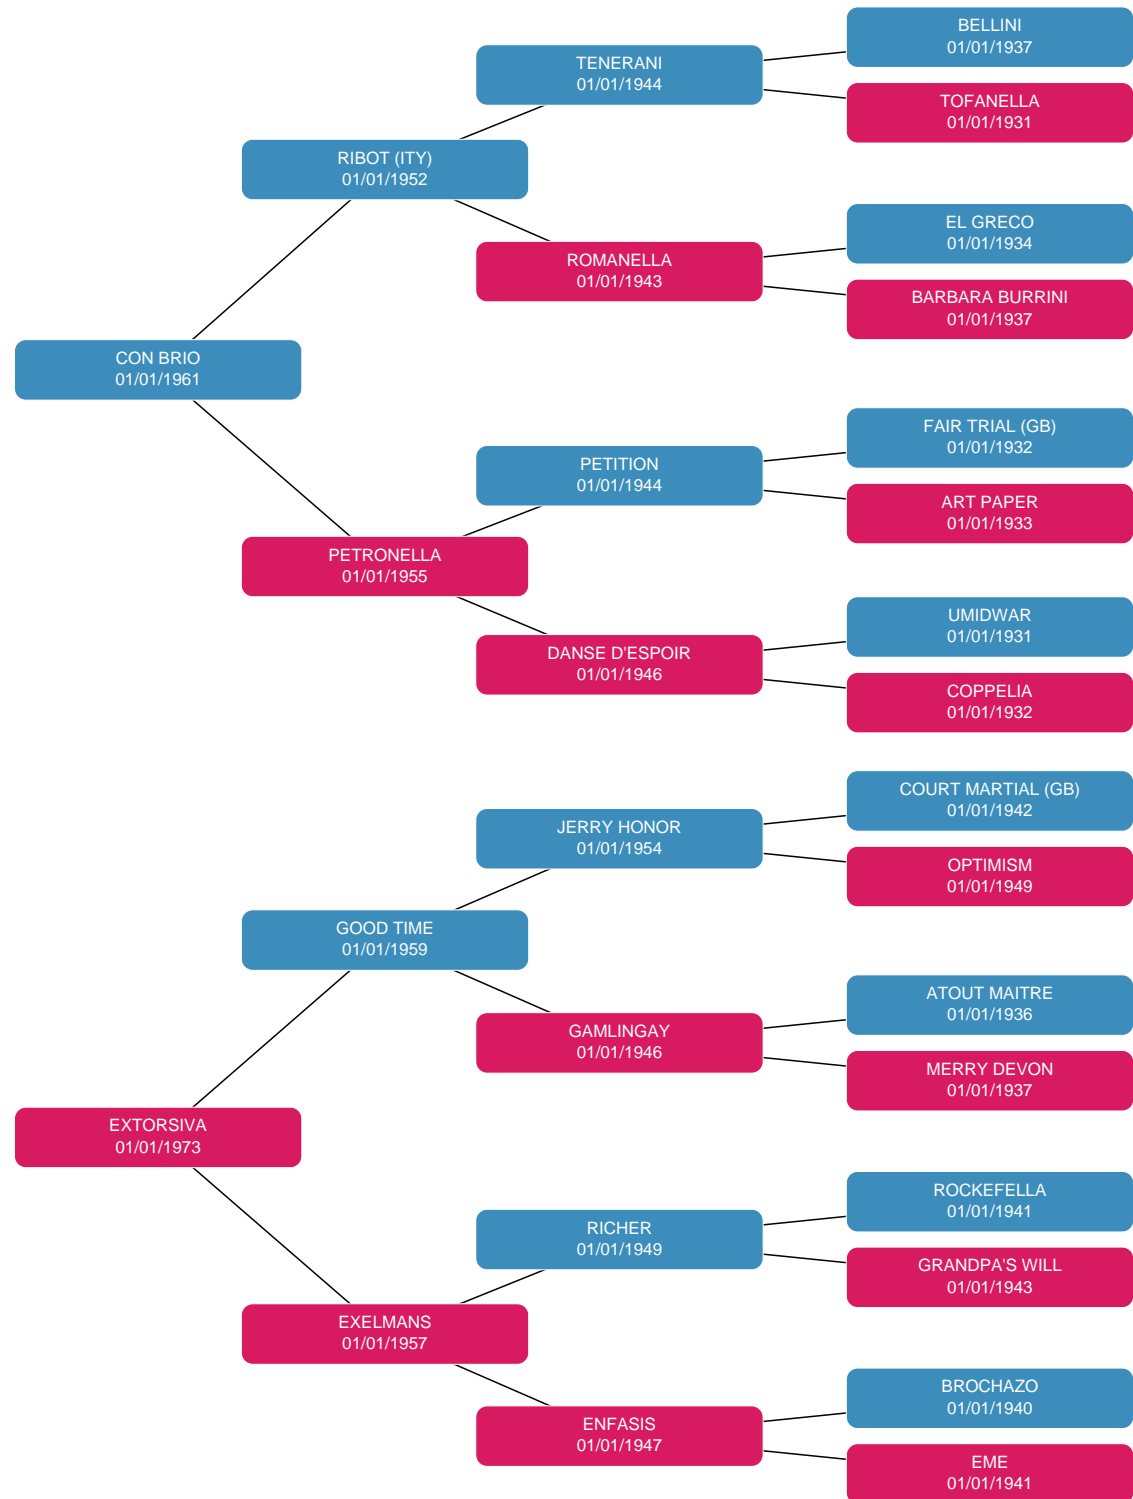 BELLINI
01/01/1937
TENERANI
01/01/1944
TOFANELLA
01/01/1931
RIBOT (ITY)
01/01/1952
EL GRECO
01/01/1934
ROMANELLA
01/01/1943
BARBARA BURRINI
01/01/1937
CON BRIO
01/01/1961
FAIR TRIAL (GB)
01/01/1932
PETITION
01/01/1944
ART PAPER
01/01/1933
PETRONELLA
01/01/1955
UMIDWAR
01/01/1931
DANSE D'ESPOIR
01/01/1946
COPPELIA
01/01/1932
COURT MARTIAL (GB)
01/01/1942
JERRY HONOR
01/01/1954
OPTIMISM
01/01/1949
GOOD TIME
01/01/1959
ATOUT MAITRE
01/01/1936
GAMLINGAY
01/01/1946
MERRY DEVON
01/01/1937
EXTORSIVA
01/01/1973
ROCKEFELLA
01/01/1941
RICHER
01/01/1949
GRANDPA'S WILL
01/01/1943
EXELMANS
01/01/1957
BROCHAZO
01/01/1940
ENFASIS
01/01/1947
EME
01/01/1941